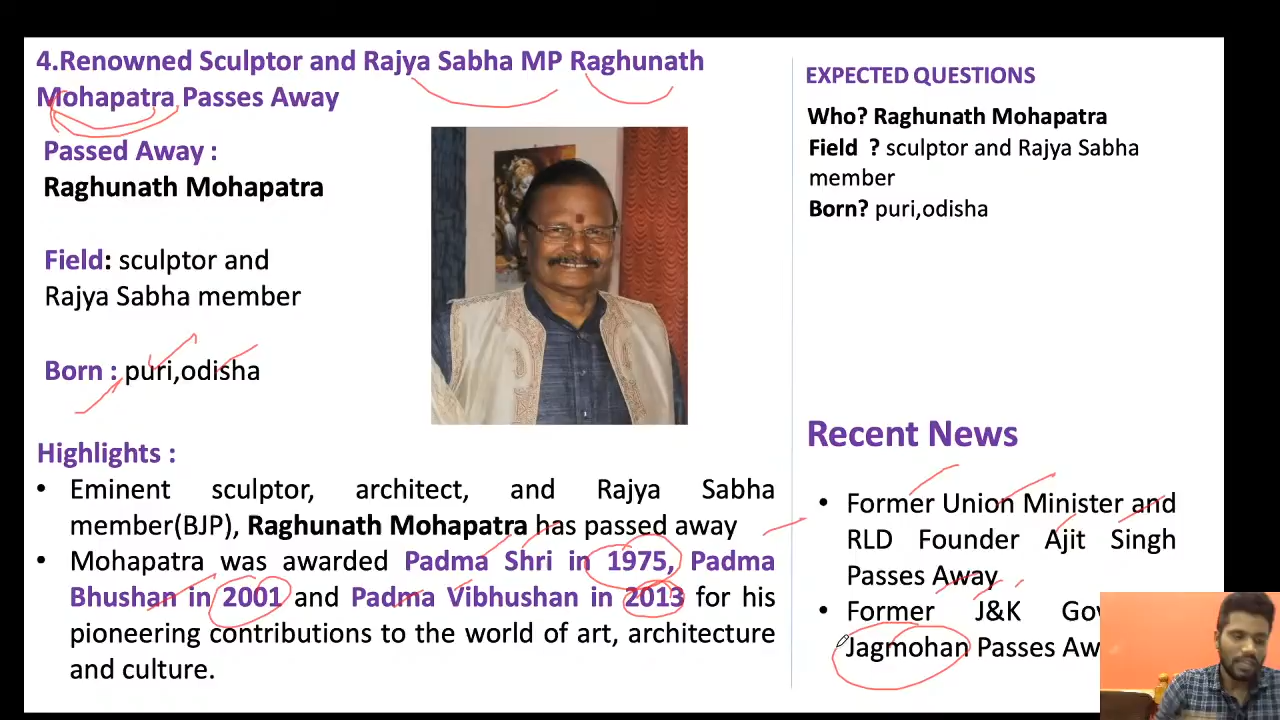 4.Renowned Sculptor and Rajya Sabha MP Raghunath
Mohapatra Passes Away
Passed Away :
Raghunath Mohapatra
Field: sculptor and
Rajya Sabha member
Born : puri,odisha
Highlights :
• Eminent sculptor, architect, and Rajya Sabha
member(BJP), Raghunath Mohapatra has passed away
• Mohapatra was awarded Padma Shri in 1975, Padma
Bhushan in 2001 and Padma Vibhushan in 2013 for his
pioneering contributions to the world of art, architecture
and culture.
EXPECTED QUESTIONS
Who? Raghunath Mohapatra
Field ? sculptor and Rajya Sabha
member
Born? puri,odisha
Recent News
• Former Union Minister and
RLD Founder Ajit Singh
Passes Away
• Former J&K
Jagmohan Passes